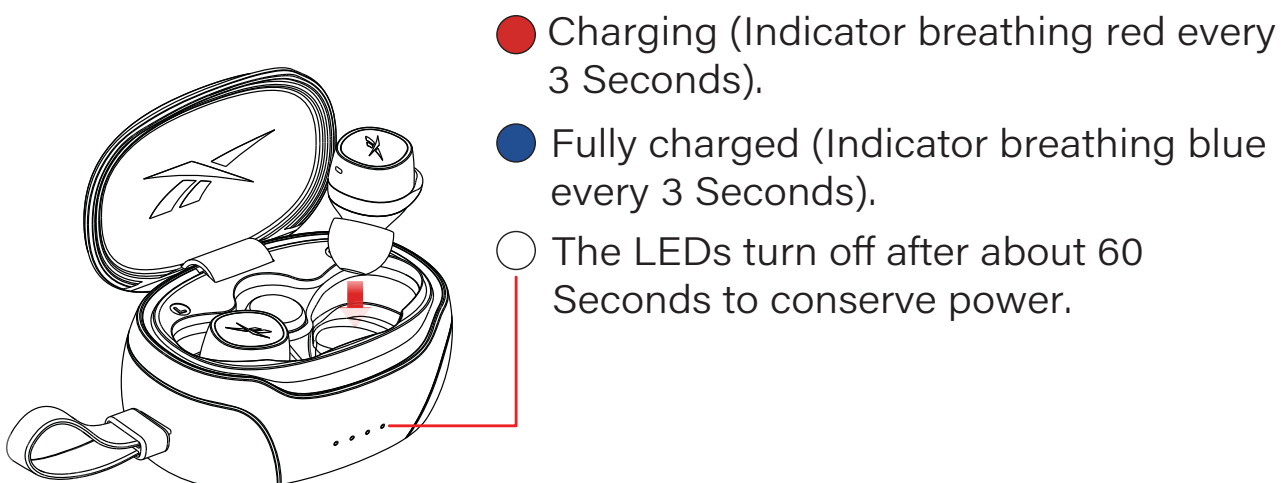 Charging (Indicator breathing red every
3 Seconds).
Fully charged (Indicator breathing blue
every 3 Seconds).
The LEDs turn off after about 60
Seconds to conserve power.
L